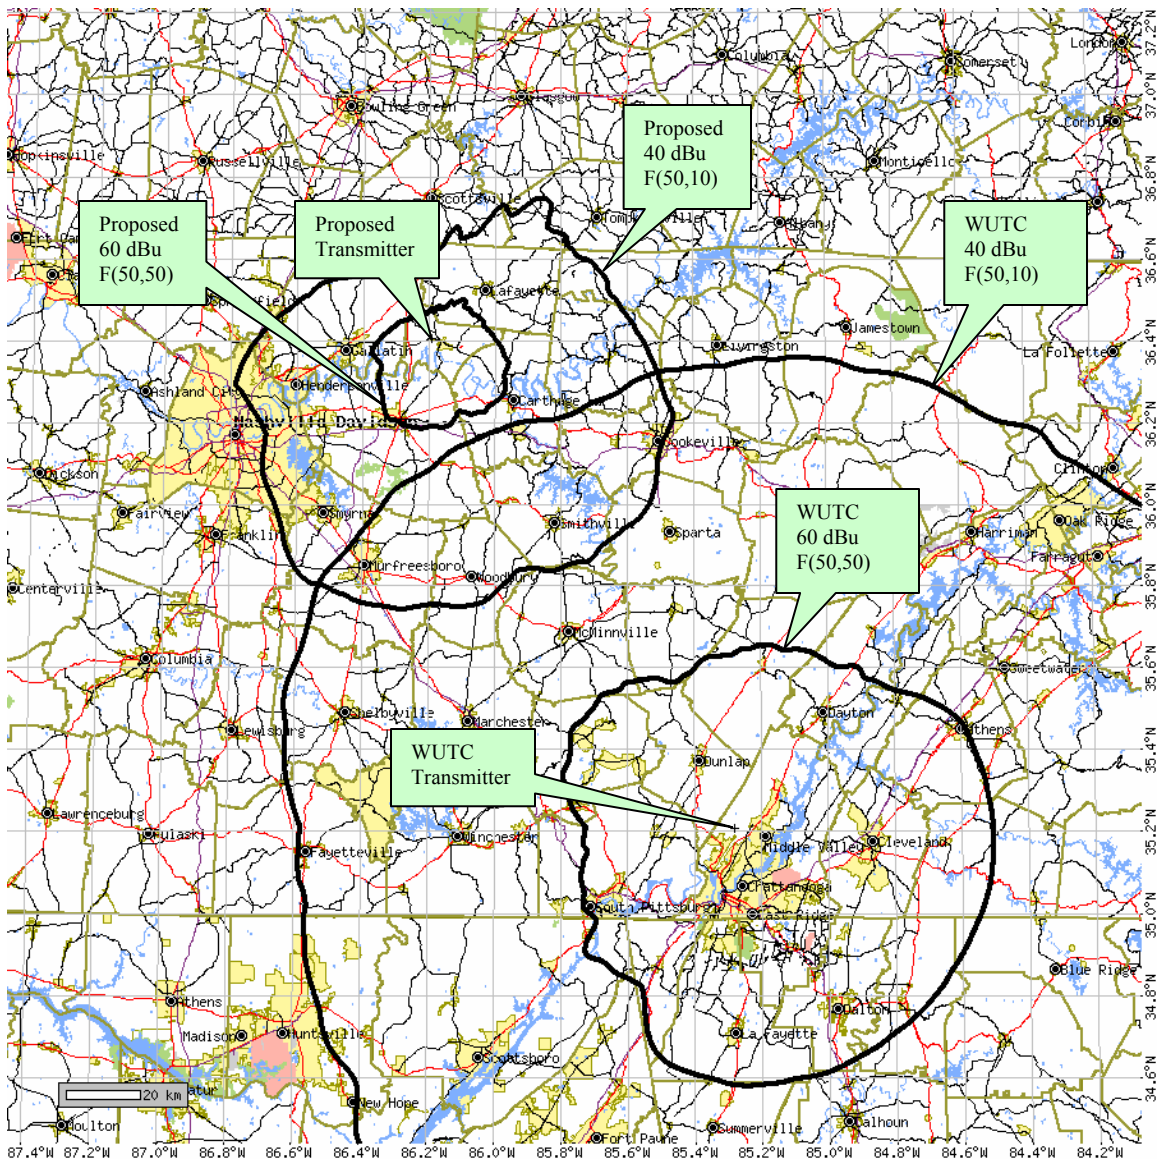 Columbia
London
Somerset
37.2°N
Bowling Green
Glasgow
37.0°N
Corbin
Proposed
40 dBu
F(50,10)
Hopkinsville
Russellville
Monticello
36.8°N
Scottsville
Proposed
60 dBu
F(50,50)
Proposed
Transmitter
Albany
WUTC
40 dBu
F(50,10)
36.6°N
Lafayette
Jamestown
36.4°N
Gallatin
Livingston
La Follette
Ashland City
Hendersonville
Carthage
Nashville-Davidson
36.2°N
Cookeville
Dickson
Clinton
WUTC
60 dBu
F(50,50)
36.0°N
Fairview
Smyrna
Smithville
Sparta
Oak Ridge
Franklin
Harriman
Murfreesboro
Farragut
Woodbury
35.8°N
Centerville
McMinnville
Columbia
35.6°N
Sweetwater
Shelbyville
Manchester
Dayton
Lewisburg
Athens
WUTC
Transmitter
35.4°N
Dunlap
Lawrenceburg
Pulaski
Winchester
35.2°N
Middle Valley
Cleveland
Fayetteville
Chattanooga
South Pittsburg
East Ridge
35.0°N
Blue Ridge
Athens
34.8°N
Dalton
Madison
Huntsville
La Fayette
Scottsboro
34.6°N
20 km
atur
New Hope
Moulton
Summerville
Calhoun
Fort Payne
87.4°W
87.2°W
87.0°W
86.8°W
86.6°W
86.4°W
86.2°W
86.0°W
85.8°W
85.6°W
85.4°W
85.2°W
85.0°W
84.8°W
84.6°W
84.4°W
84.2°W